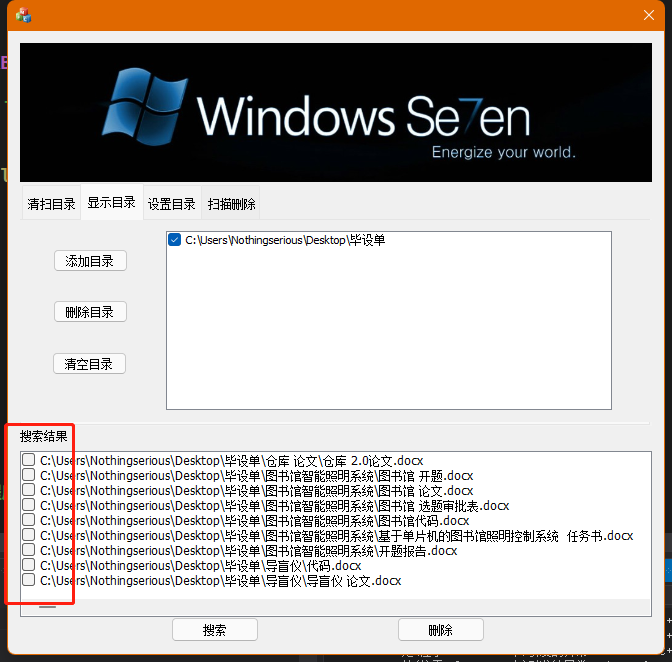 Windows Se7en
Energize your world.
清扫目录 显示目录 设置目录 扫描删除
添加目录
删除目录
清空目录
C:\Users\Nothingserious\Desktop\毕设单
搜索结果
C:\Users\Nothingserious\Desktop\毕设单\仓库 论文\仓库 2.0论文.docx
C:\Users\Nothingserious\Desktop\毕设单\图书馆智能照明系统\图书馆 开题.docx
C:\Users\Nothingserious\Desktop\毕设单\图书馆智能照明系统\图书馆 论文.docx
C:\Users\Nothingserious\Desktop\毕设单\图书馆智能照明系统\图书馆 选题审批表.docx
C:\Users\Nothingserious\Desktop\毕设单\图书馆智能照明系统\图书馆代码.docx
C:\Users\Nothingserious\Desktop\毕设单\图书馆智能照明系统\基于单片机的图书馆照明控制系统 任务书.docx
C:\Users\Nothingserious\Desktop\毕设单\图书馆智能照明系统\开题报告.docx
C:\Users\Nothingserious\Desktop\毕设单\导盲仪\代码.docx
C:\Users\Nothingserious\Desktop\毕设单\导盲仪\导盲仪 论文.docx
搜索 删除